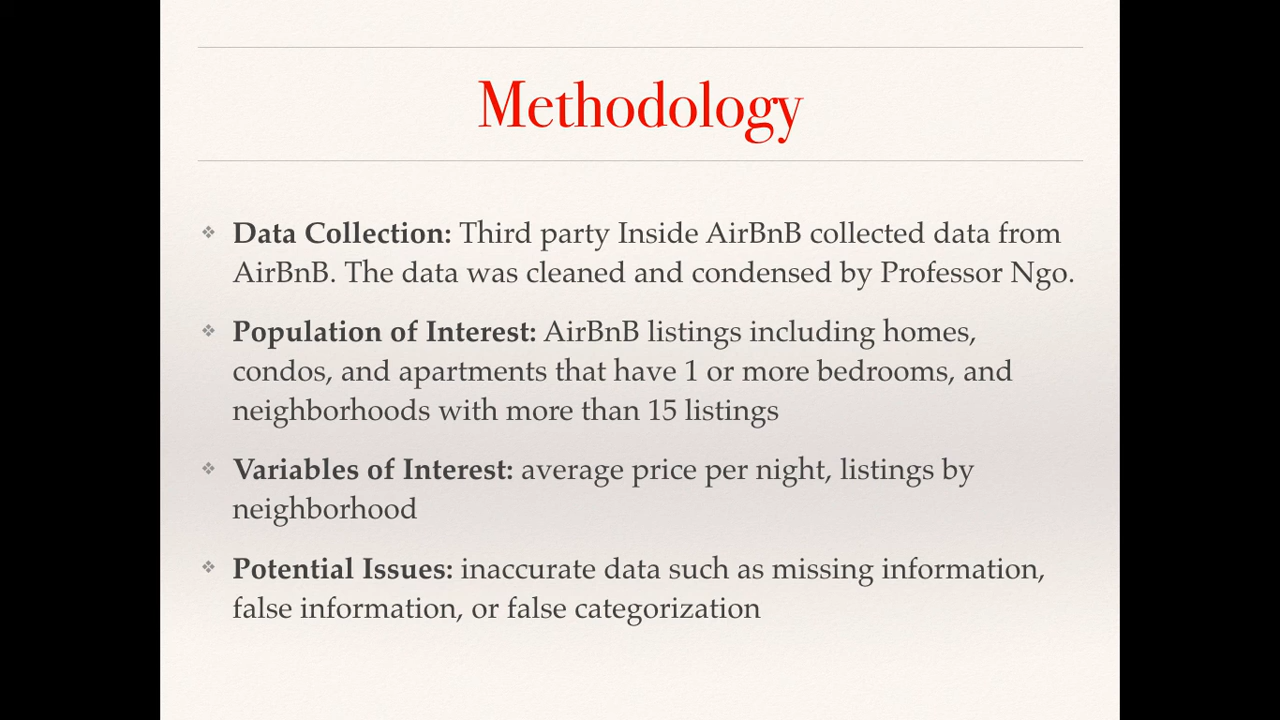 Methodology
❖ Data Collection: Third party Inside AirBnB collected data from
AirBnB. The data was cleaned and condensed by Professor Ngo.
❖ Population of Interest: AirBnB listings including homes,
condos, and apartments that have 1 or more bedrooms, and
neighborhoods with more than 15 listings
❖ Variables of Interest: average price per night, listings by
neighborhood
❖ Potential Issues: inaccurate data such as missing information,
false information, or false categorization